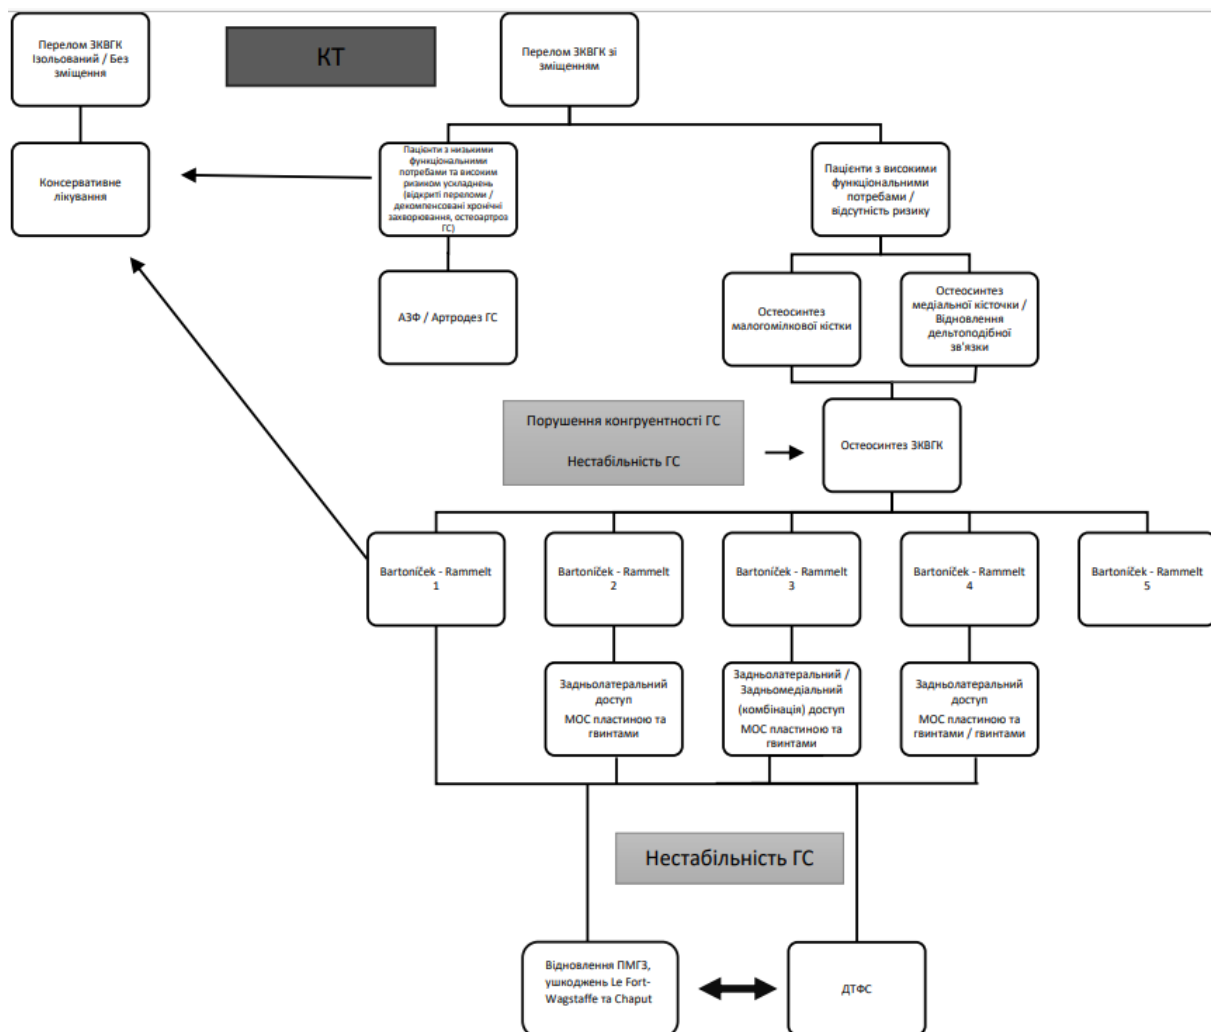 Перелом ЗКВГК
Ізольований / Без
зміщення
КТ
Перелом ЗКВГК зі
зміщенням
Консервативне
лікування
Пацієнти з низькими
функціональними
потребами та високим
ризиком ускладнень
(відкриті переломи /
декомпенсовані хронічні
захворювання, остеоартроз
ГС)
Пацієнти з високими
функціональними
потребами /
відсутність ризику
АЗФ / Артродез ГС
Остеосинтез
малогомілкової кістки
Остеосинтез
медіальної кісточки /
Відновлення
дельтоподібної
зв'язки
Порушення конгруентності ГС
Нестабільність ГС
Остеосинтез ЗКВГК
Bartoníček - Rammelt
1
Bartoníček - Rammelt
2
Bartoníček - Rammelt
3
Bartoníček - Rammelt
4
Bartoníček - Rammelt
5
Задньолатеральний
доступ
МОС пластиною та
гвинтами
Задньолатеральний /
Задньомедіальний
(комбінація) доступ
МОС пластиною та
гвинтами
Задньолатеральний
доступ
МОС пластиною та
гвинтами / гвинтами
Нестабільність ГС
Відновлення ПМГЗ,
ушкоджень Le Fort-
Wagstaffe та Chaput
ДТФС